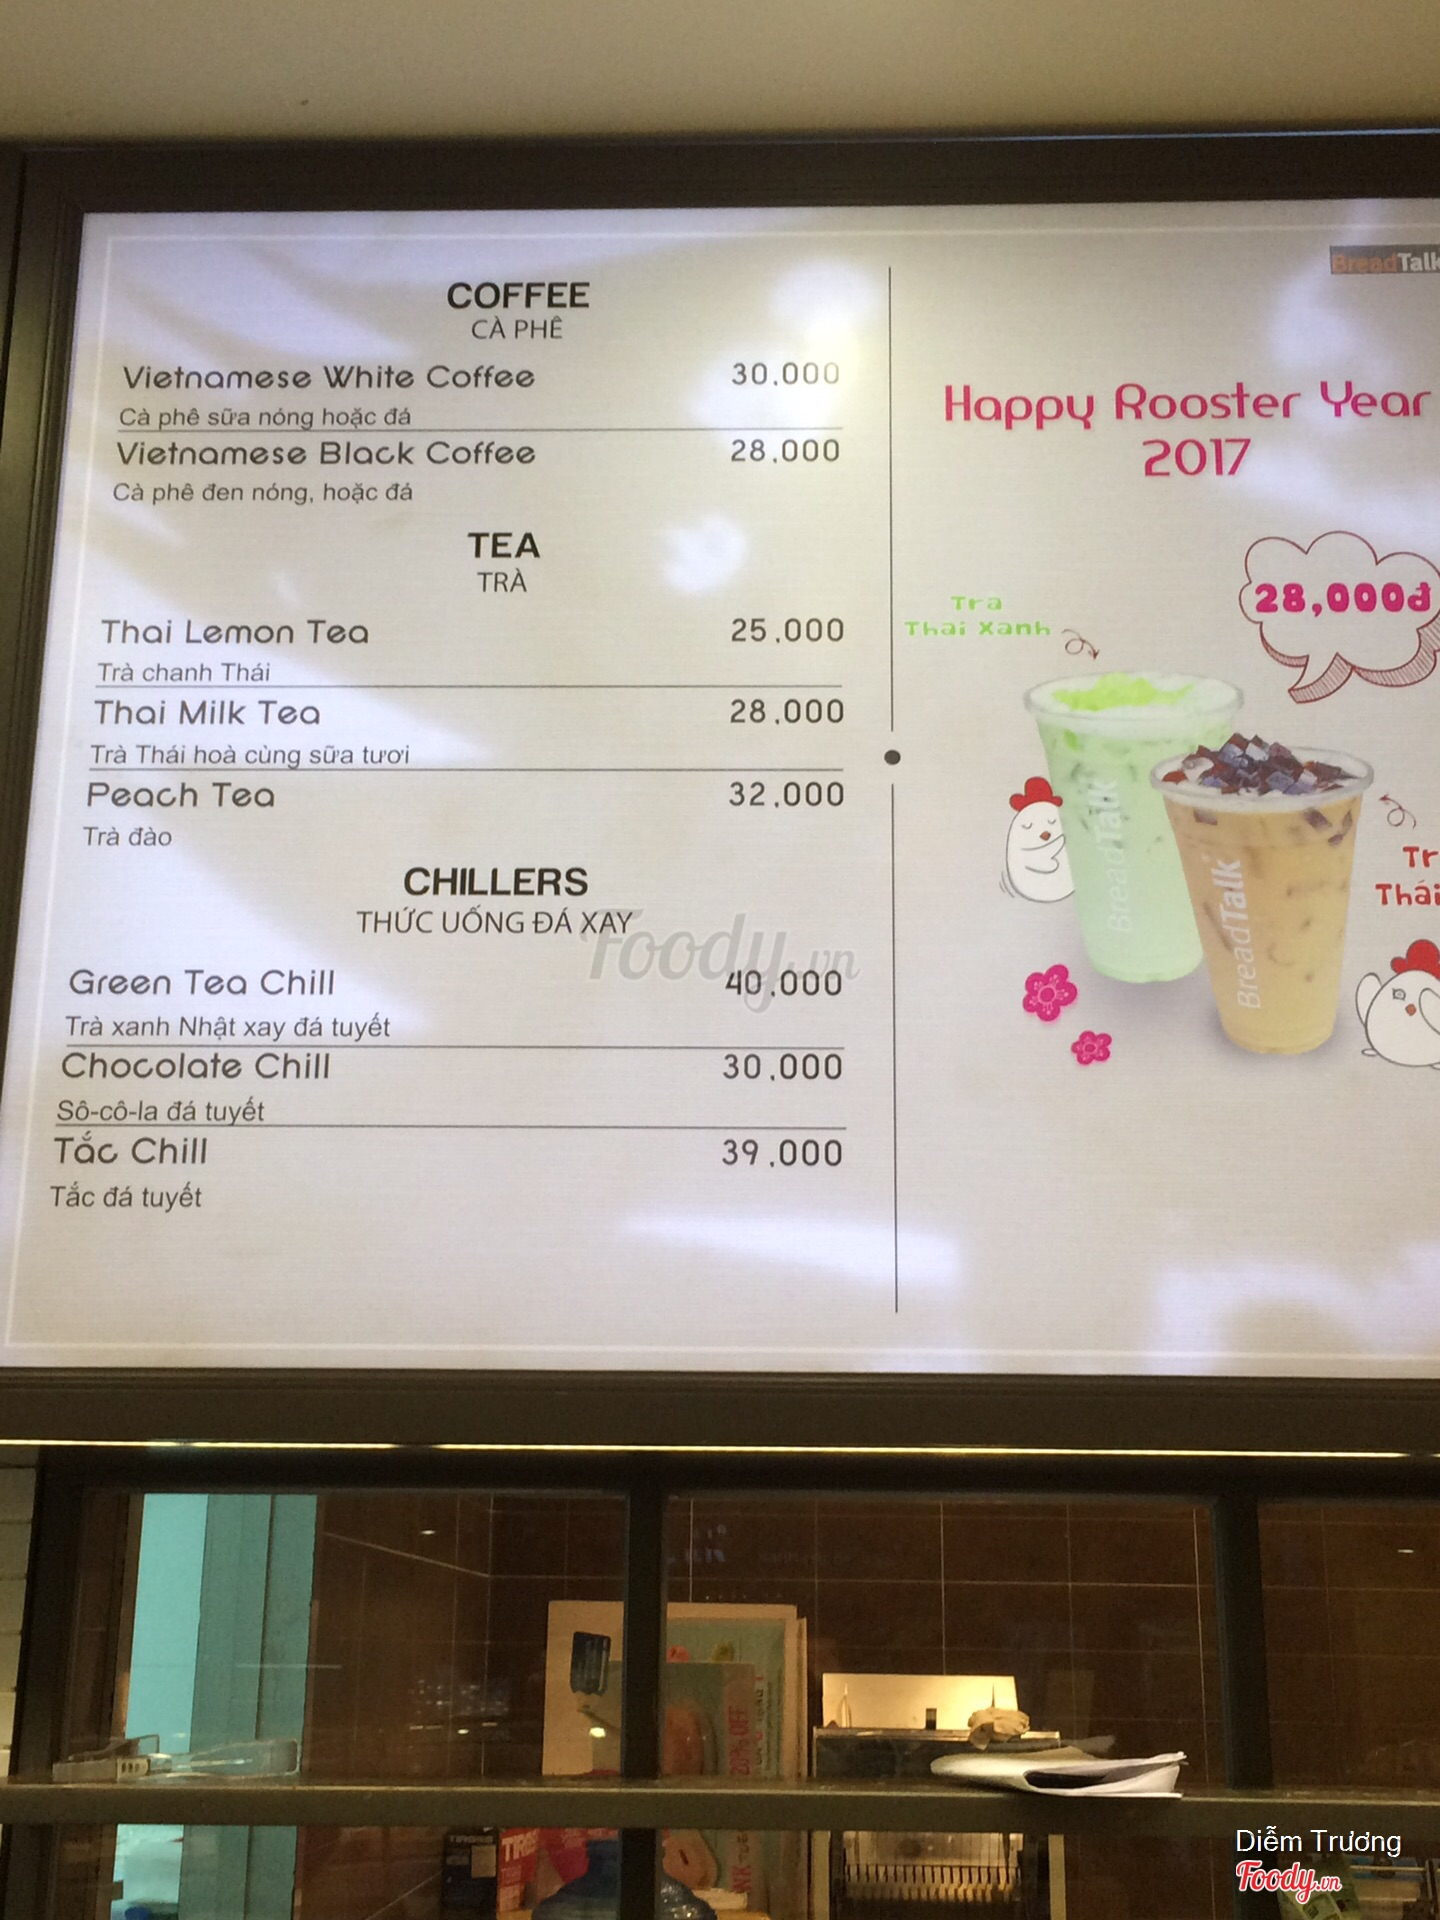 COFFEE
CÀ PHÊ
Vietnamese White Coffee 30.000
Cà phê sữa nóng hoặc đá
Vietnamese Black Coffee 28.000
Cà phê đen nóng, hoặc đá
TEA
TRÀ
Thai Lemon Tea 25.000
Trà chanh Thái
Thai Milk Tea 28.000
Trà Thái hoà cùng sữa tươi
Peach Tea 32.000
Trà đào
CHILLERS
THỨC UỐNG ĐÁ XAY
Green Tea Chill 40.000
Trà xanh Nhật xay đá tuyết
Chocolate Chill 30.000
Sô-cô-la đá tuyết
Tắc Chill 39.000
Tắc đá tuyết
BreadTalk
Happy Rooster Year
2017
28,000đ
Tra
Thai Xanh
BreadTalk
BreadTalk
Tr
Thái
Foody.vn
20% OFF
Diễm Trương
Foody.vn